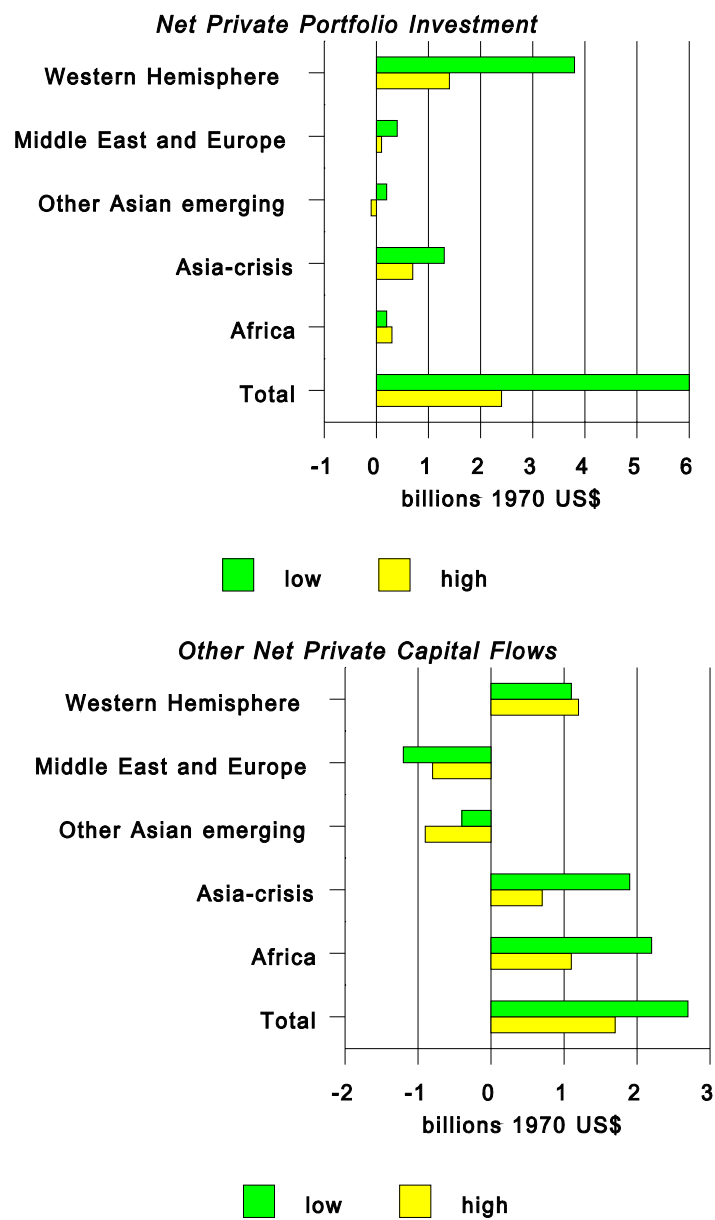 Net Private Portfolio Investment
Western Hemisphere
Middle East and Europe
Other Asian emerging
Asia-crisis
Africa
Total
-1 0 1 2 3 4 5 6
billions 1970 US$
low high
Other Net Private Capital Flows
Western Hemisphere
Middle East and Europe
Other Asian emerging
Asia-crisis
Africa
Total
-2 -1 0 1 2 3
billions 1970 US$
low high